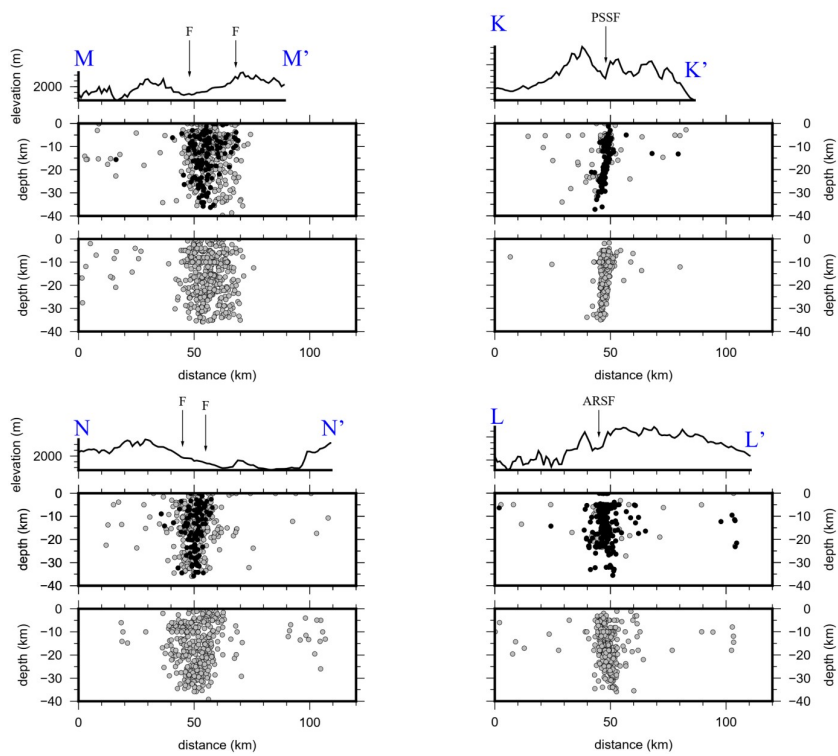 F F
M M’
elevation (m)
2000
0
−10
−20
−30
−40
depth (km)
0
−10
−20
−30
−40
depth (km)
0 50 100
distance (km)
PSSF
K K’
0
−10
−20
−30
−40
depth (km)
0
−10
−20
−30
−40
depth (km)
0 50 100
distance (km)
F F
N N’
elevation (m)
2000
0
−10
−20
−30
−40
depth (km)
0
−10
−20
−30
−40
depth (km)
0 50 100
distance (km)
ARSF
L L’
0
−10
−20
−30
−40
depth (km)
0
−10
−20
−30
−40
depth (km)
0 50 100
distance (km)